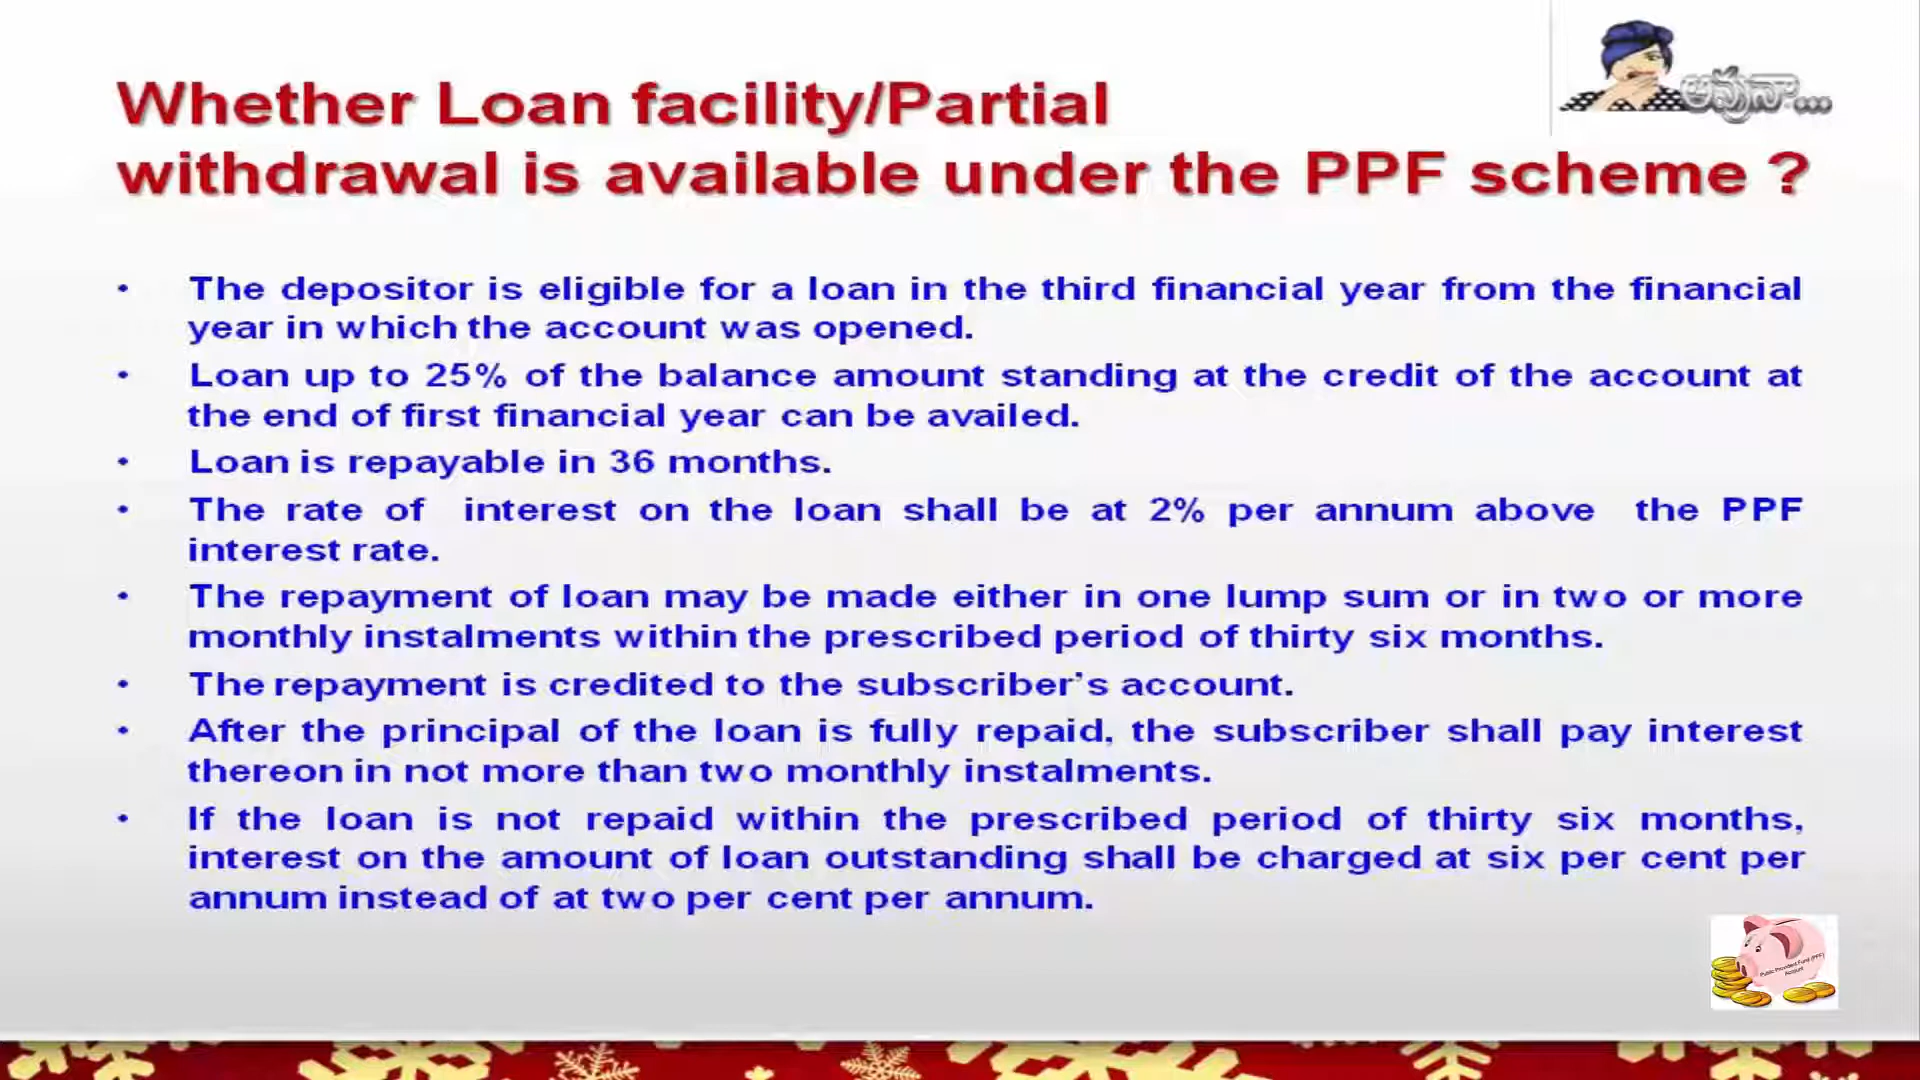 అవునా...
Whether Loan facility/Partial
withdrawal is available under the PPF scheme ?
• The depositor is eligible for a loan in the third financial year from the financial
year in which the account was opened.
• Loan up to 25% of the balance amount standing at the credit of the account at
the end of first financial year can be availed.
• Loan is repayable in 36 months.
• The rate of interest on the loan shall be at 2% per annum above the PPF
interest rate.
• The repayment of loan may be made either in one lump sum or in two or more
monthly instalments within the prescribed period of thirty six months.
• The repayment is credited to the subscriber's account.
• After the principal of the loan is fully repaid, the subscriber shall pay interest
thereon in not more than two monthly instalments.
• If the loan is not repaid within the prescribed period of thirty six months,
interest on the amount of loan outstanding shall be charged at six per cent per
annum instead of at two per cent per annum.
Public Provident Fund (PPF)
Account